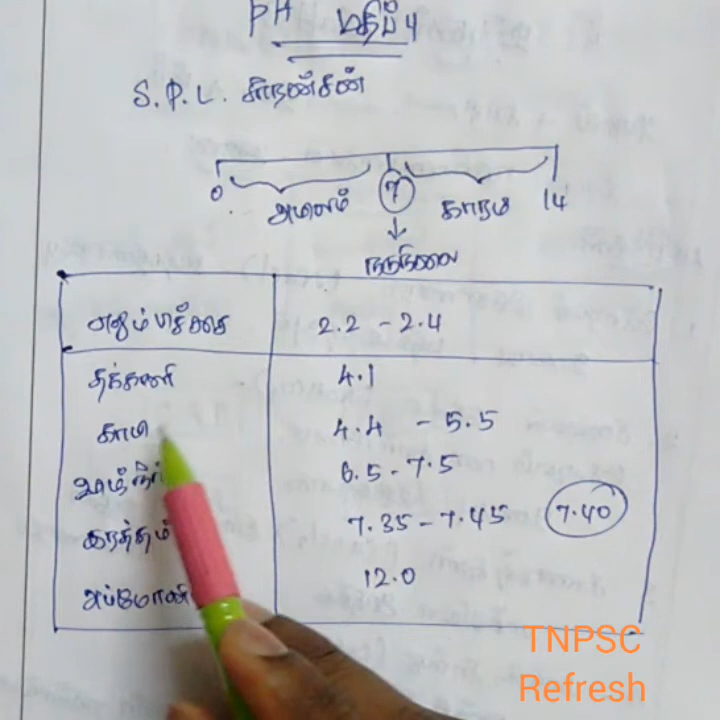 PH மதிப்பு
S.P.L. சாரன்சன்
0 அமிலம் 7 காரம் 14
நடுநிலை
எலும்பிச்சை 2.2 - 2.4
தக்காளி 4.1
காபி 4.4 - 5.5
உமிழ்நீர் 6.5 - 7.5
இரத்தம் 7.35 - 7.45 7.40
12.0
TNPSC
Refresh